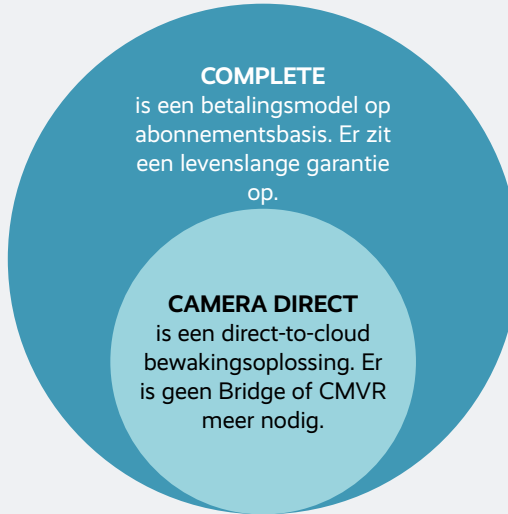 COMPLETE
is een betalingsmodel op
abonnementsbasis. Er zit
een levenslange garantie
op.
CAMERA DIRECT
is een direct-to-cloud
bewakingsoplossing. Er
is geen Bridge of CMVR
meer nodig.